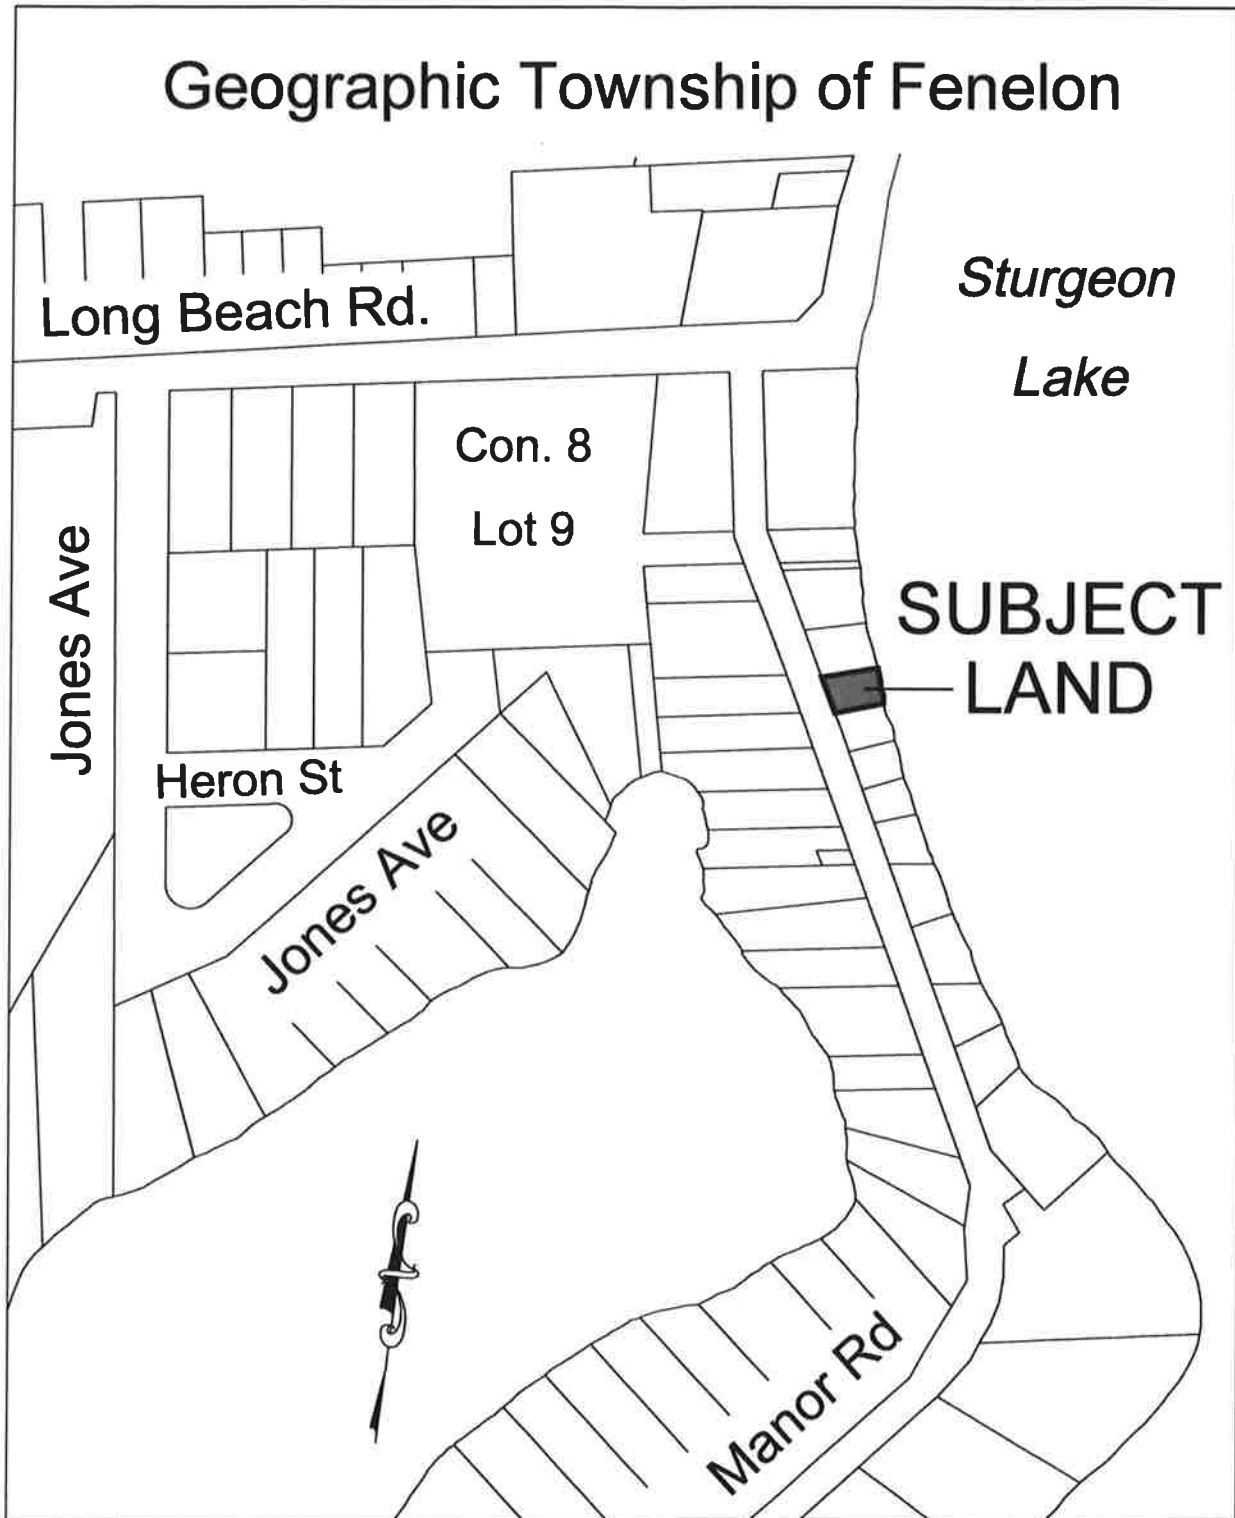 Geographic Township of Fenelon
Sturgeon
Lake
Long Beach Rd.
Con. 8
Lot 9
Jones Ave
SUBJECT
LAND
Heron St
Jones Ave
Manor Rd